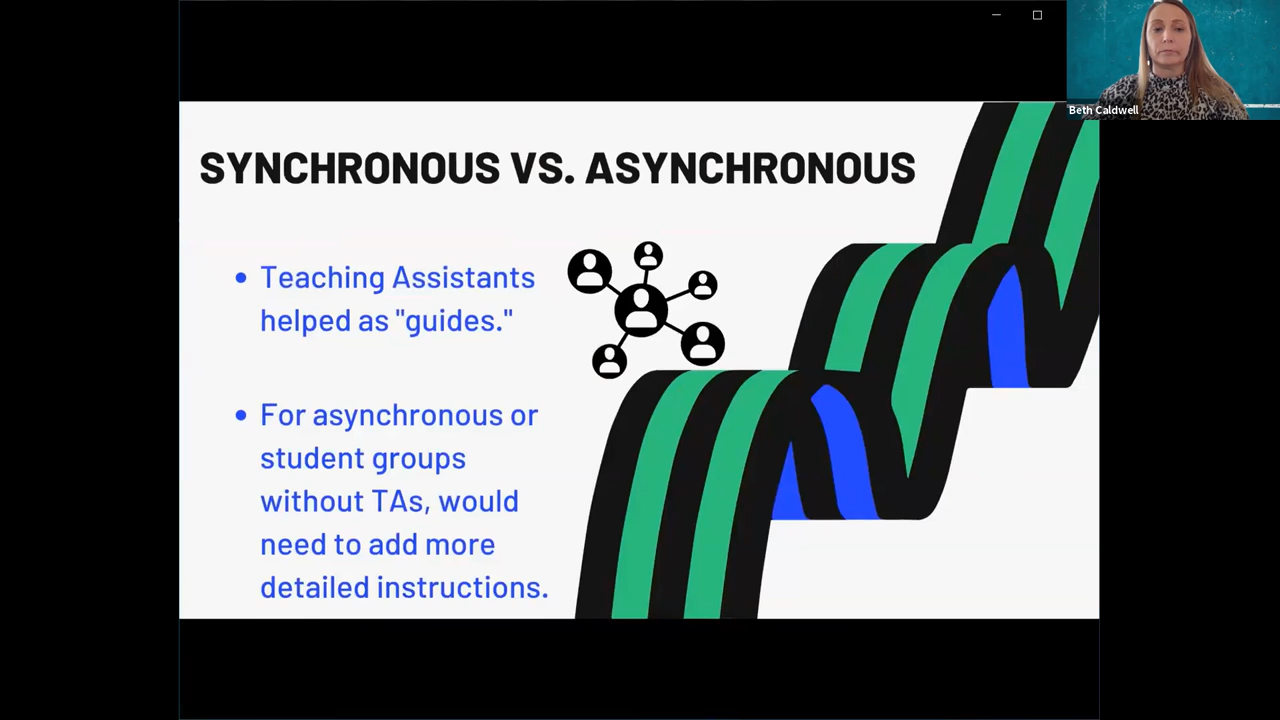 Beth Caldwell
SYNCHRONOUS VS. ASYNCHRONOUS
• Teaching Assistants
helped as "guides."
• For asynchronous or
student groups
without TAs, would
need to add more
detailed instructions.